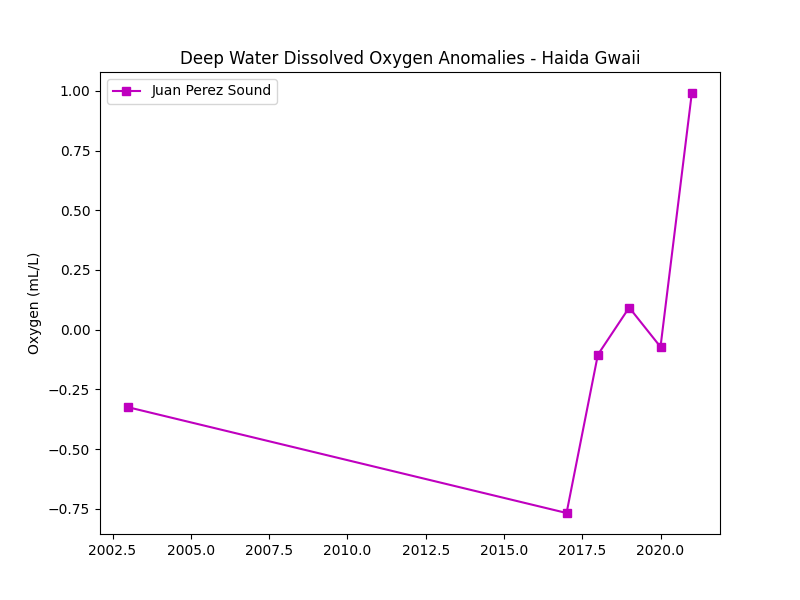 Deep Water Dissolved Oxygen Anomalies - Haida Gwaii
Juan Perez Sound
Oxygen (mL/L)
1.00
0.75
0.50
0.25
0.00
−0.25
−0.50
−0.75
2002.5 2005.0 2007.5 2010.0 2012.5 2015.0 2017.5 2020.0